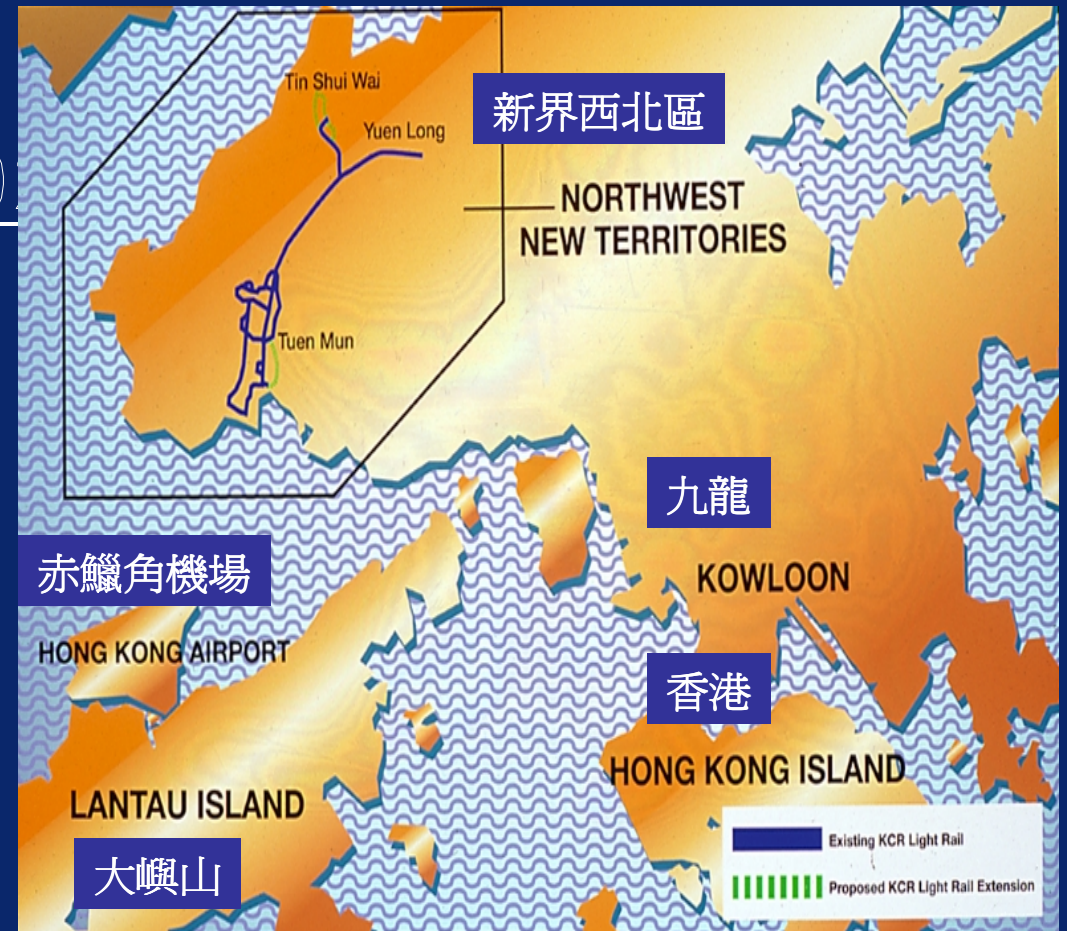 Tin Shui Wai
新界西北區
Yuen Long
NORTHWEST
NEW TERRITORIES
Tuen Mun
九龍
赤鱲角機場
KOWLOON
HONG KONG AIRPORT
香港
HONG KONG ISLAND
LANTAU ISLAND
大嶼山
Existing KCR Light Rail
Proposed KCR Light Rail Extension